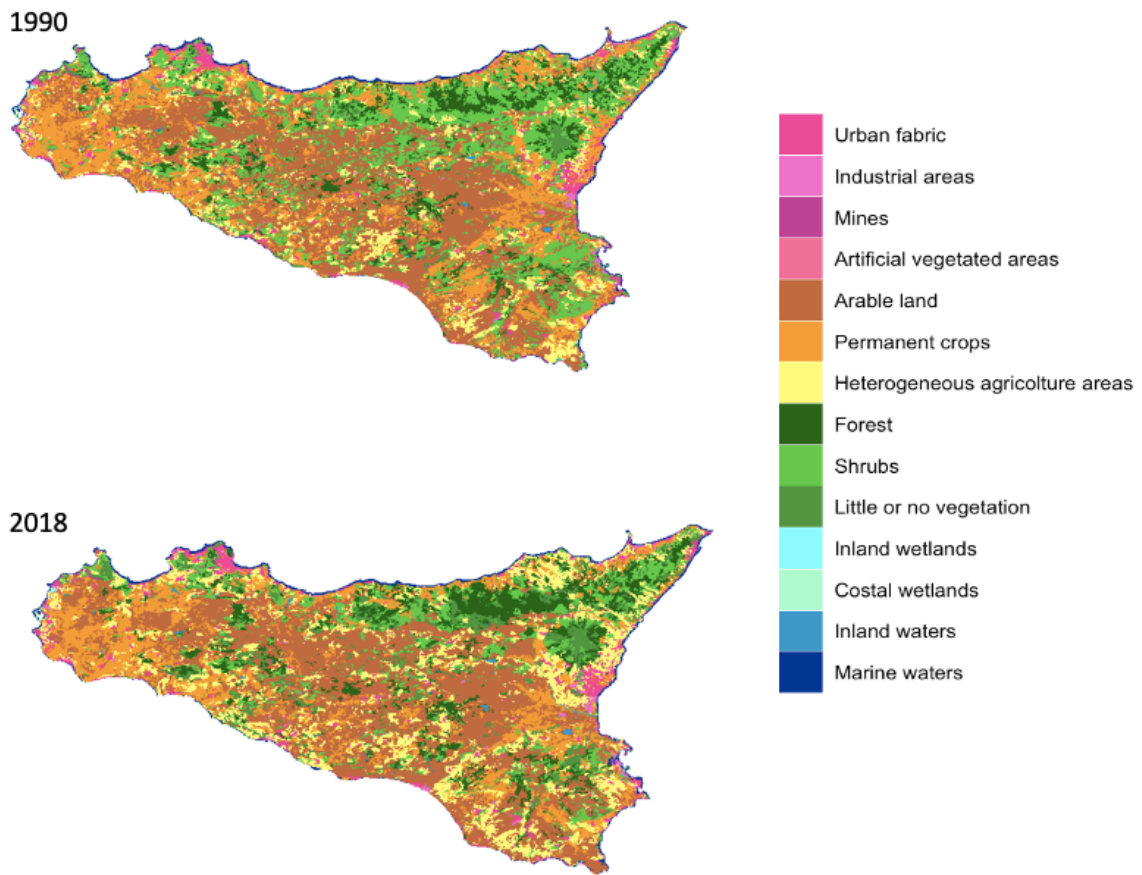 1990
Urban fabric
Industrial areas
Mines
Artificial vegetated areas
Arable land
Permanent crops
Heterogeneous agricolture areas
Forest
Shrubs
Little or no vegetation
Inland wetlands
Costal wetlands
Inland waters
Marine waters
2018